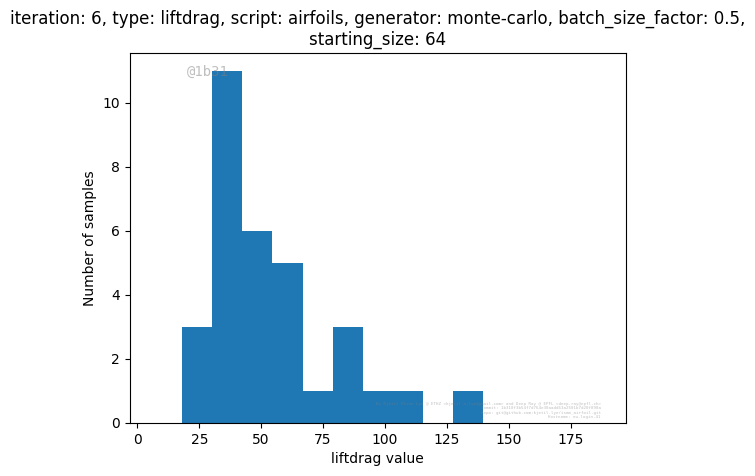 iteration: 6, type: liftdrag, script: airfoils, generator: monte-carlo, batch_size_factor: 0.5,
starting_size: 64
@1b31
10
8
6
4
2
0
Number of samples
0 25 50 75 100 125 150 175
liftdrag value